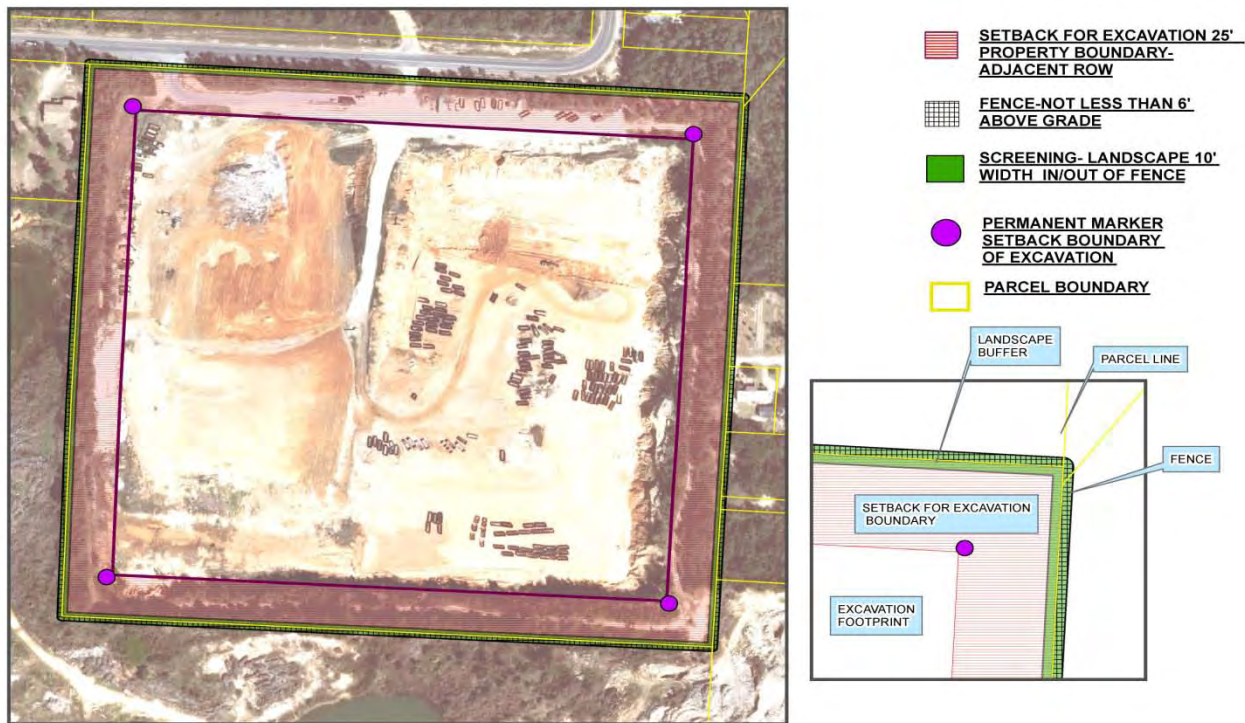 SETBACK FOR EXCAVATION 25'
PROPERTY BOUNDARY-
ADJACENT ROW
FENCE-NOT LESS THAN 6'
ABOVE GRADE
SCREENING- LANDSCAPE 10'
WIDTH IN/OUT OF FENCE
PERMANENT MARKER
SETBACK BOUNDARY
OF EXCAVATION
PARCEL BOUNDARY
LANDSCAPE
BUFFER
PARCEL LINE
FENCE
SETBACK FOR EXCAVATION
BOUNDARY
EXCAVATION
FOOTPRINT